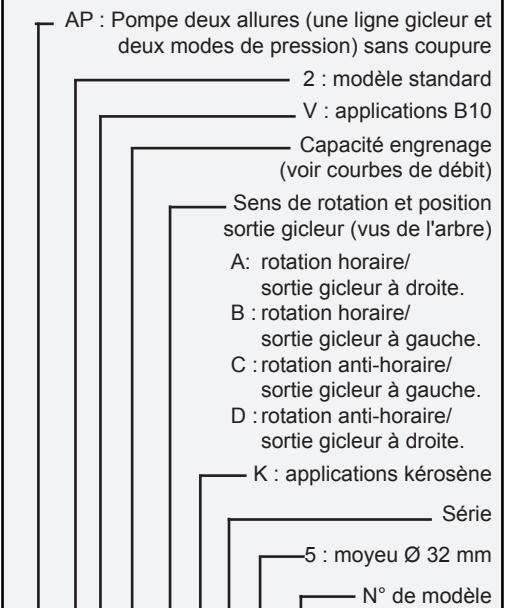 AP : Pompe deux allures (une ligne gicleur et
deux modes de pression) sans coupure
2 : modèle standard
V : applications B10
Capacité engrenage
(voir courbes de débit)
Sens de rotation et position
sortie gicleur (vus de l'arbre)
A: rotation horaire/
sortie gicleur à droite.
B : rotation horaire/
sortie gicleur à gauche.
C : rotation anti-horaire/
sortie gicleur à gauche.
D : rotation anti-horaire/
sortie gicleur à droite.
K : applications kérosène
Série
5 : moyeu Ø 32 mm
N° de modèle